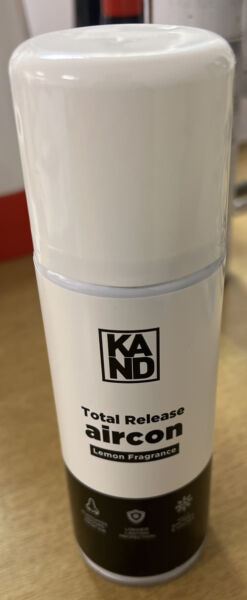 KA
ND
Total Release
aircon
Lemon Fragrance